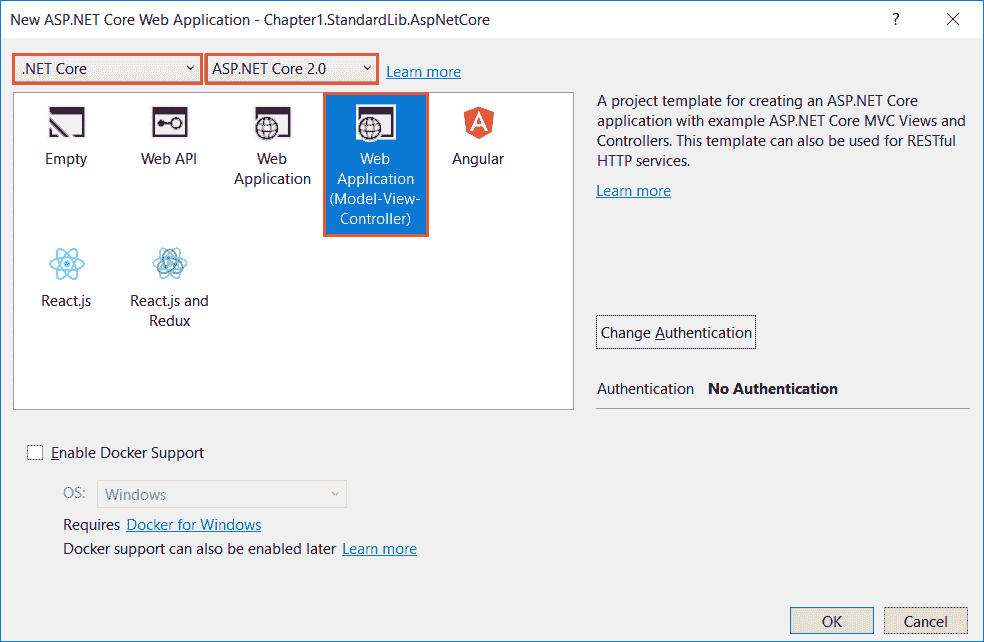 New ASP.NET Core Web Application - Chapter1.StandardLib.AspNetCore
?
.NET Core
ASP.NET Core 2.0
Learn more
Empty
Web API
Web
Application
Web
Application
(Model-View-
Controller)
Angular
React.js
React.js and
Redux
A project template for creating an ASP.NET Core
application with example ASP.NET Core MVC Views and
Controllers. This template can also be used for RESTful
HTTP services.
Learn more
Change Authentication
Authentication No Authentication
Enable Docker Support
OS: Windows
Requires Docker for Windows
Docker support can also be enabled later Learn more
OK
Cancel